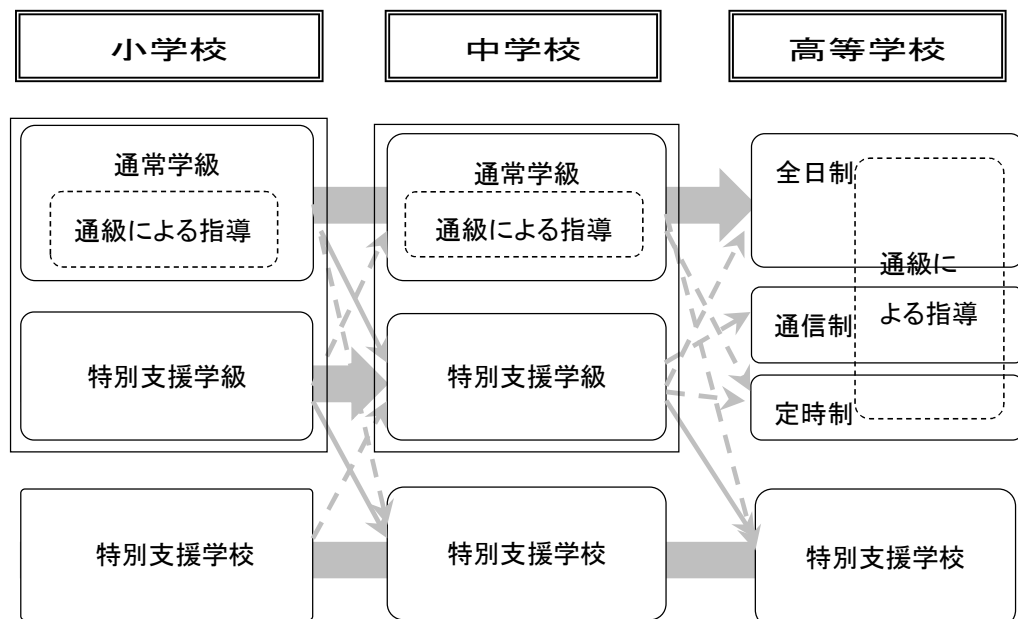 小学校
中学校
高等学校
通常学級
通級による指導
特別支援学級
特別支援学校
通常学級
通級による指導
特別支援学級
特別支援学校
全日制
通信制
定時制
通級に
よる指導
特別支援学校